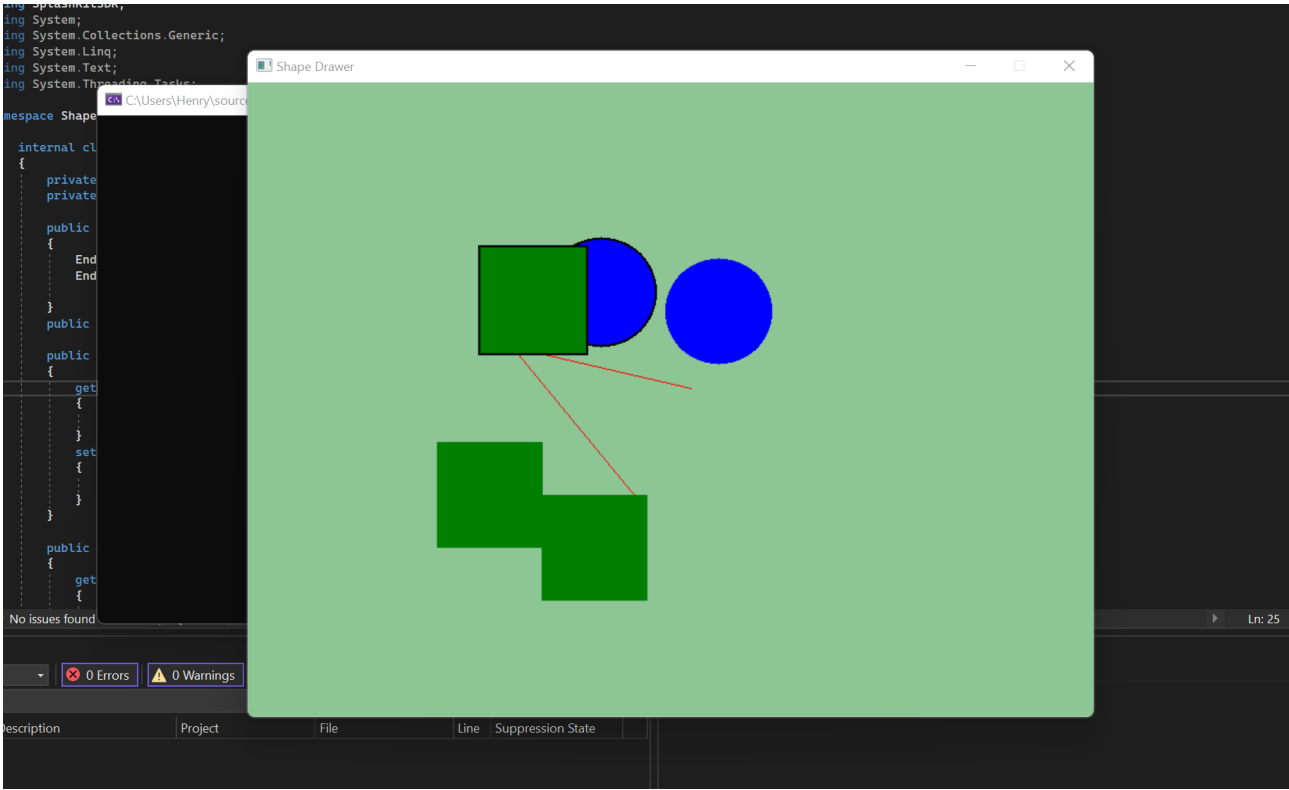 ing SplashKitSDK;
ing System;
ing System.Collections.Generic;
ing System.Linq;
ing System.Text;
ing System.Threading.Tasks;
Shape Drawer
C:\Users\Henry\source
mespace Shape
internal cl
{
private
private
public
{
End
End
}
public
public
{
get
{
}
set
{
}
}
public
{
get
{
No issues found
Ln: 25
0 Errors
0 Warnings
Description
Project
File
Line
Suppression State